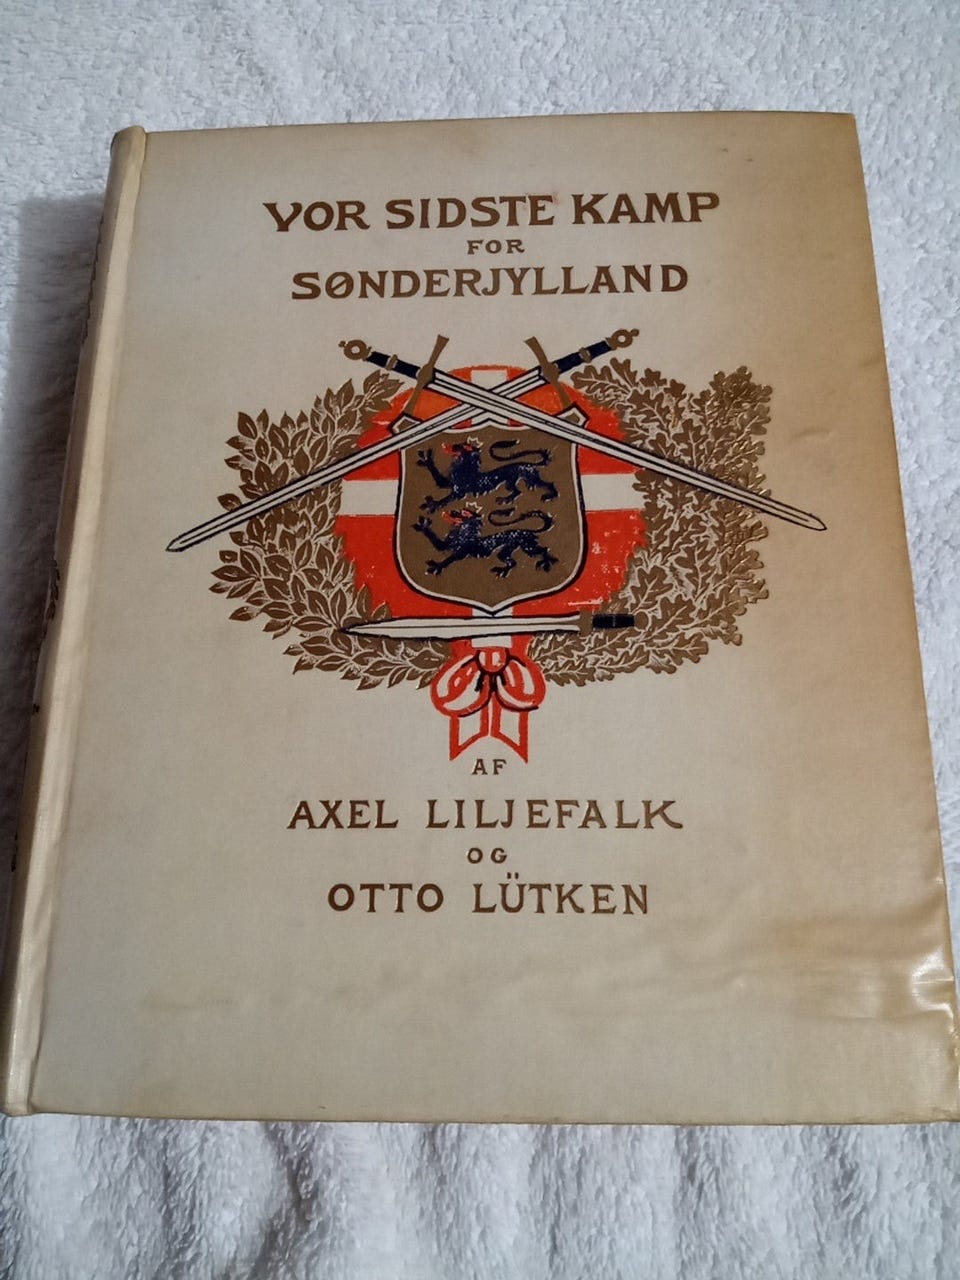 VOR SIDSTE KAMP
FOR
SØNDERJYLLAND
AF
AXEL LILJEFALK
OG
OTTO LÜTKEN